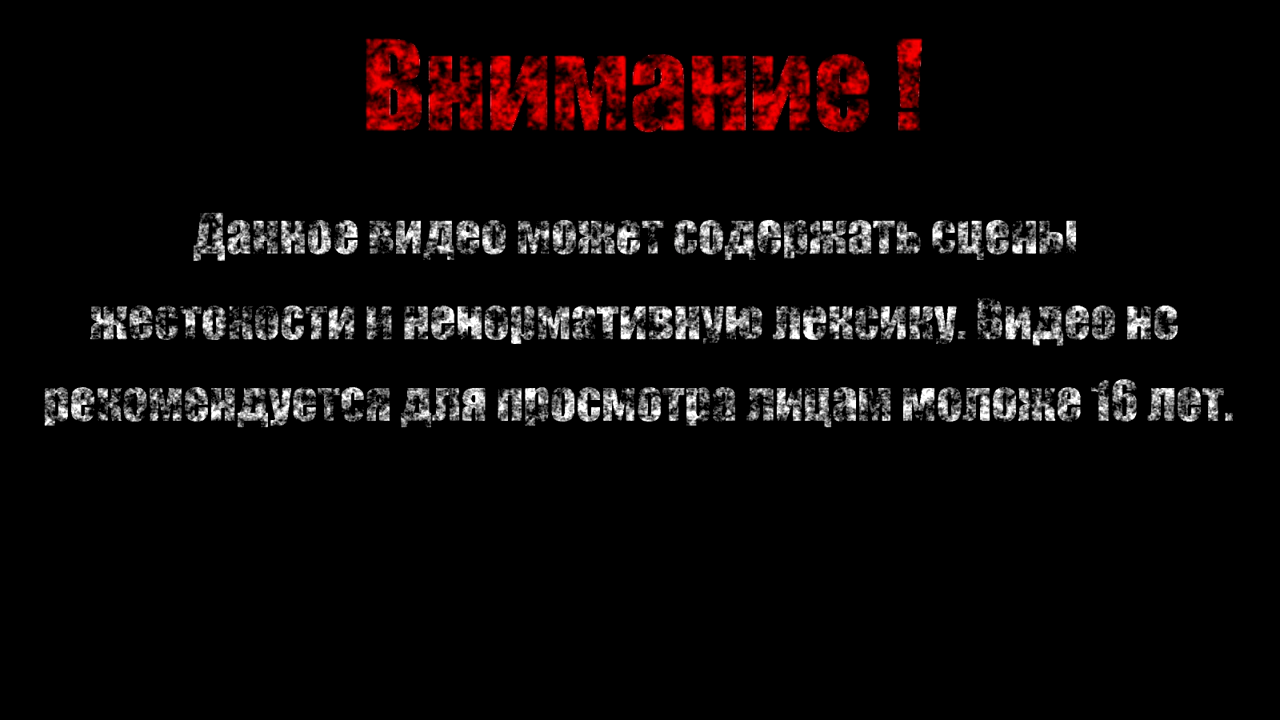 Внимание !
Данное видео может содержать сцены
жестокости и ненормативную лексику. Видео не
рекомендуется для просмотра лицам моложе 16 лет.